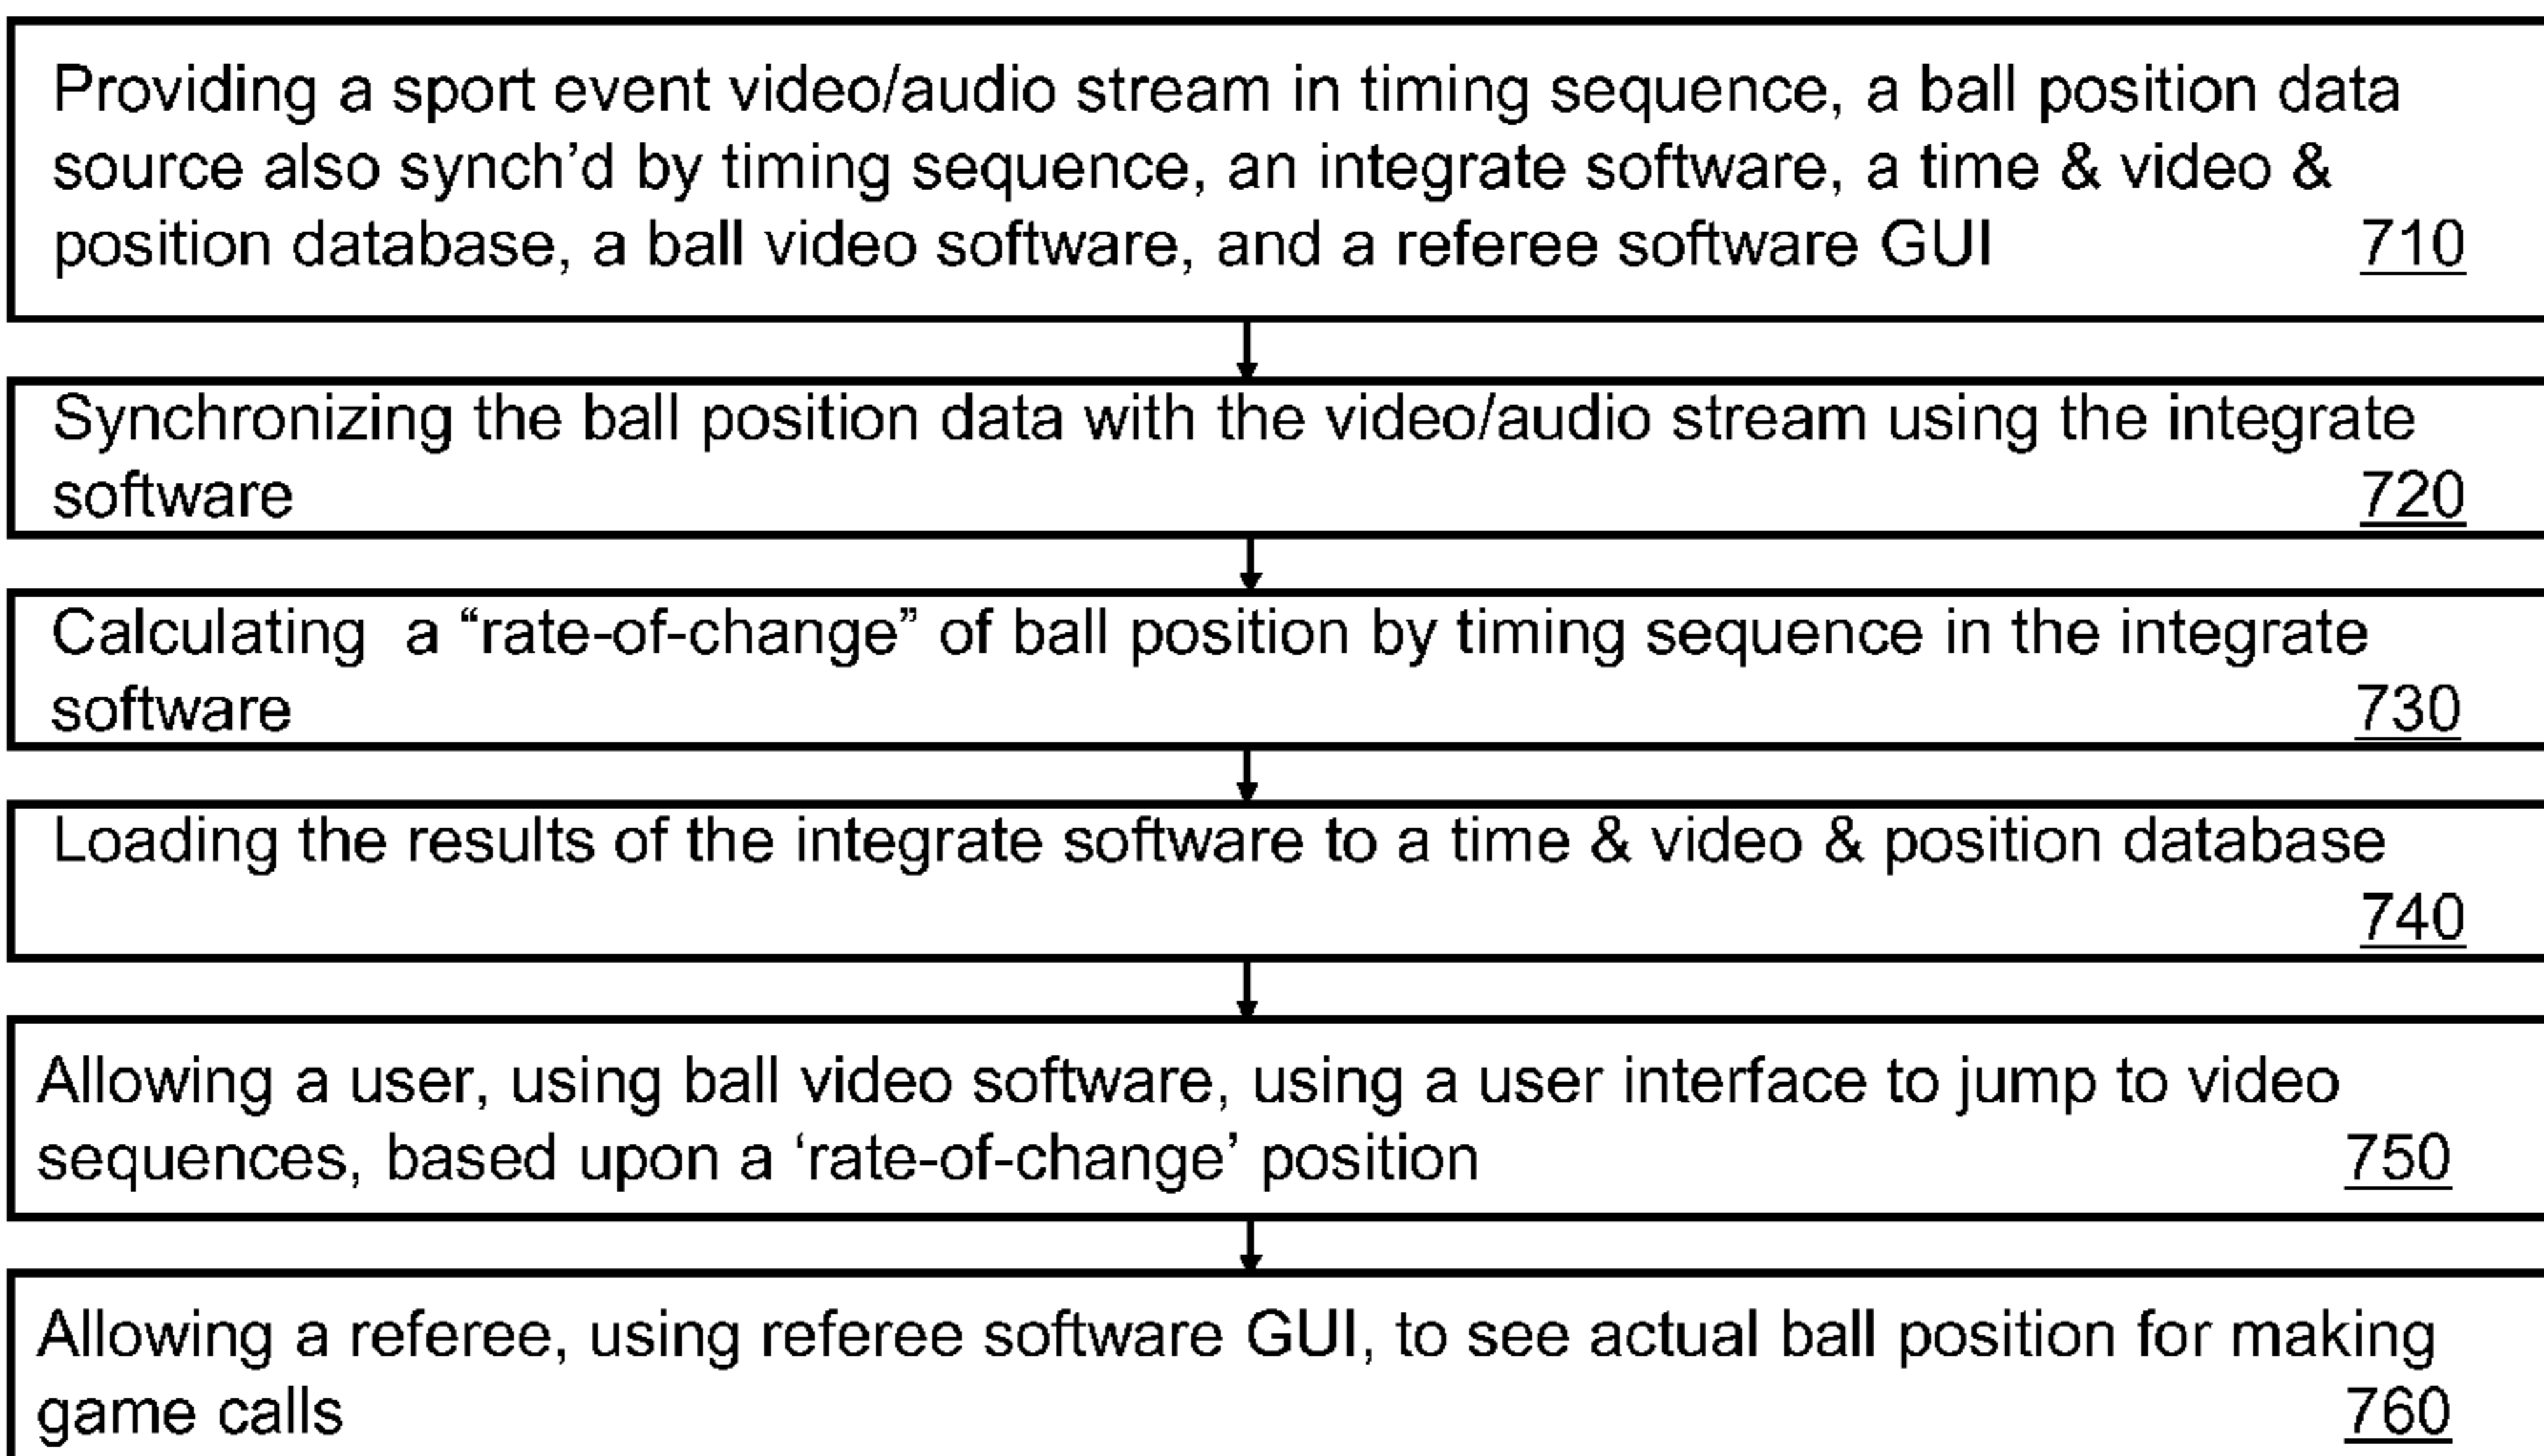 Providing a sport event video/audio stream in timing sequence, a ball position data
source also synch’d by timing sequence, an integrate software, a time & video &
position database, a ball video software, and a referee software GUI 710
Synchronizing the ball position data with the video/audio stream using the integrate
software 720
Calculating a “rate-of-change” of ball position by timing sequence in the integrate
software 730
Loading the results of the integrate software to a time & video & position database
740
Allowing a user, using ball video software, using a user interface to jump to video
sequences, based upon a ‘rate-of-change’ position 750
Allowing a referee, using referee software GUI, to see actual ball position for making
game calls 760